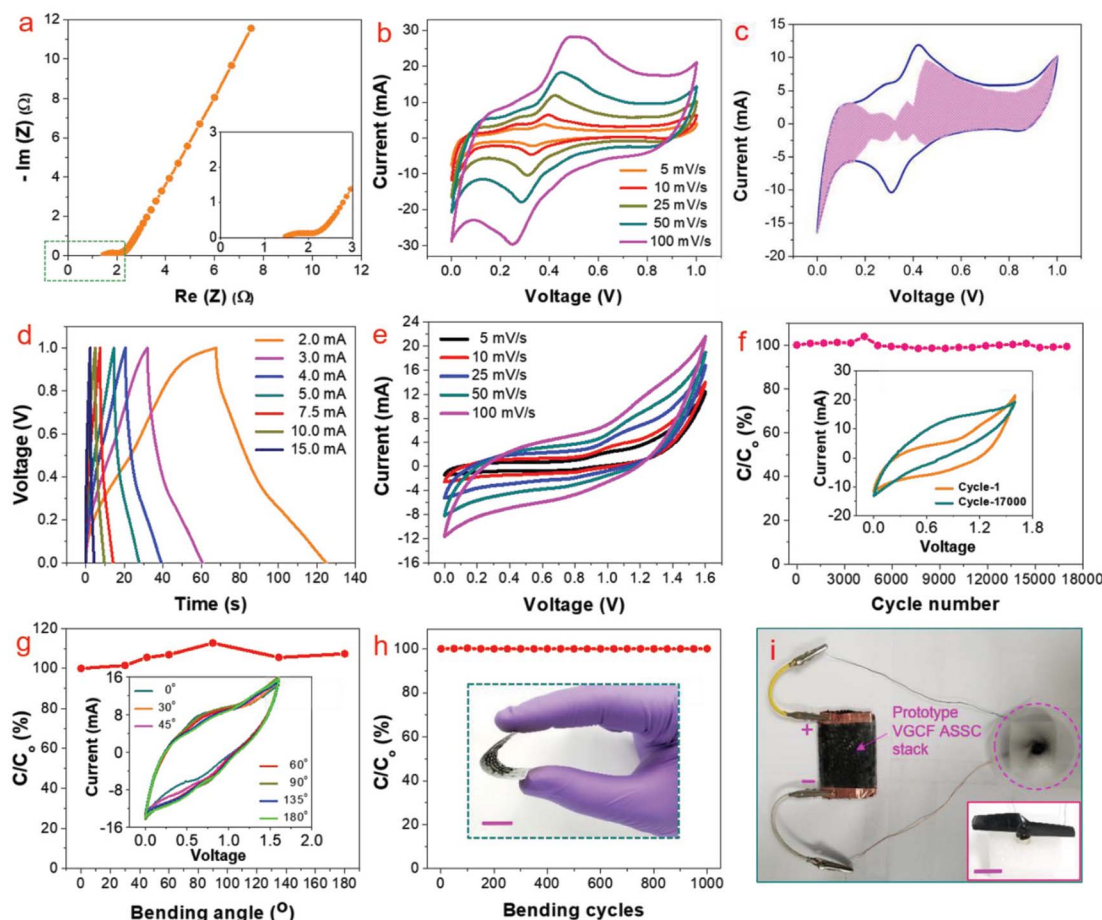 a
12
10
8
6
4
2
0
- Im (Z) (Ω)
3
2
1
0
0 1 2 3
0 2 4 6 8 10 12
Re (Z) (Ω)
b
30
20
10
0
-10
-20
-30
Current (mA)
5 mV/s
10 mV/s
25 mV/s
50 mV/s
100 mV/s
0.0 0.2 0.4 0.6 0.8 1.0
Voltage (V)
c
15
10
5
0
-5
-10
-15
Current (mA)
0.0 0.2 0.4 0.6 0.8 1.0
Voltage (V)
d
1.0
0.8
0.6
0.4
0.2
0.0
Voltage (V)
2.0 mA
3.0 mA
4.0 mA
5.0 mA
7.5 mA
10.0 mA
15.0 mA
0 20 40 60 80 100 120 140
Time (s)
e
24
20
16
12
8
4
0
-4
-8
-12
-16
Current (mA)
5 mV/s
10 mV/s
25 mV/s
50 mV/s
100 mV/s
0.0 0.2 0.4 0.6 0.8 1.0 1.2 1.4 1.6
Voltage (V)
f
100
80
60
40
20
0
C/Co (%)
30
20
10
0
-10
-20
Current (mA)
Cycle-1
Cycle-17000
0.0 0.6 1.2 1.8
Voltage
0 3000 6000 9000 12000 15000 18000
Cycle number
g
120
100
80
60
40
20
0
C/Co (%)
16
8
0
-8
-16
Current (mA)
0°
30°
45°
60°
90°
135°
180°
0.0 0.5 1.0 1.5 2.0
Voltage
0 20 40 60 80 100 120 140 160 180
Bending angle (°)
h
100
80
60
40
20
0
C/Co (%)
0 200 400 600 800 1000
Bending cycles
i
Prototype
VGCF ASSC
stack
+
−